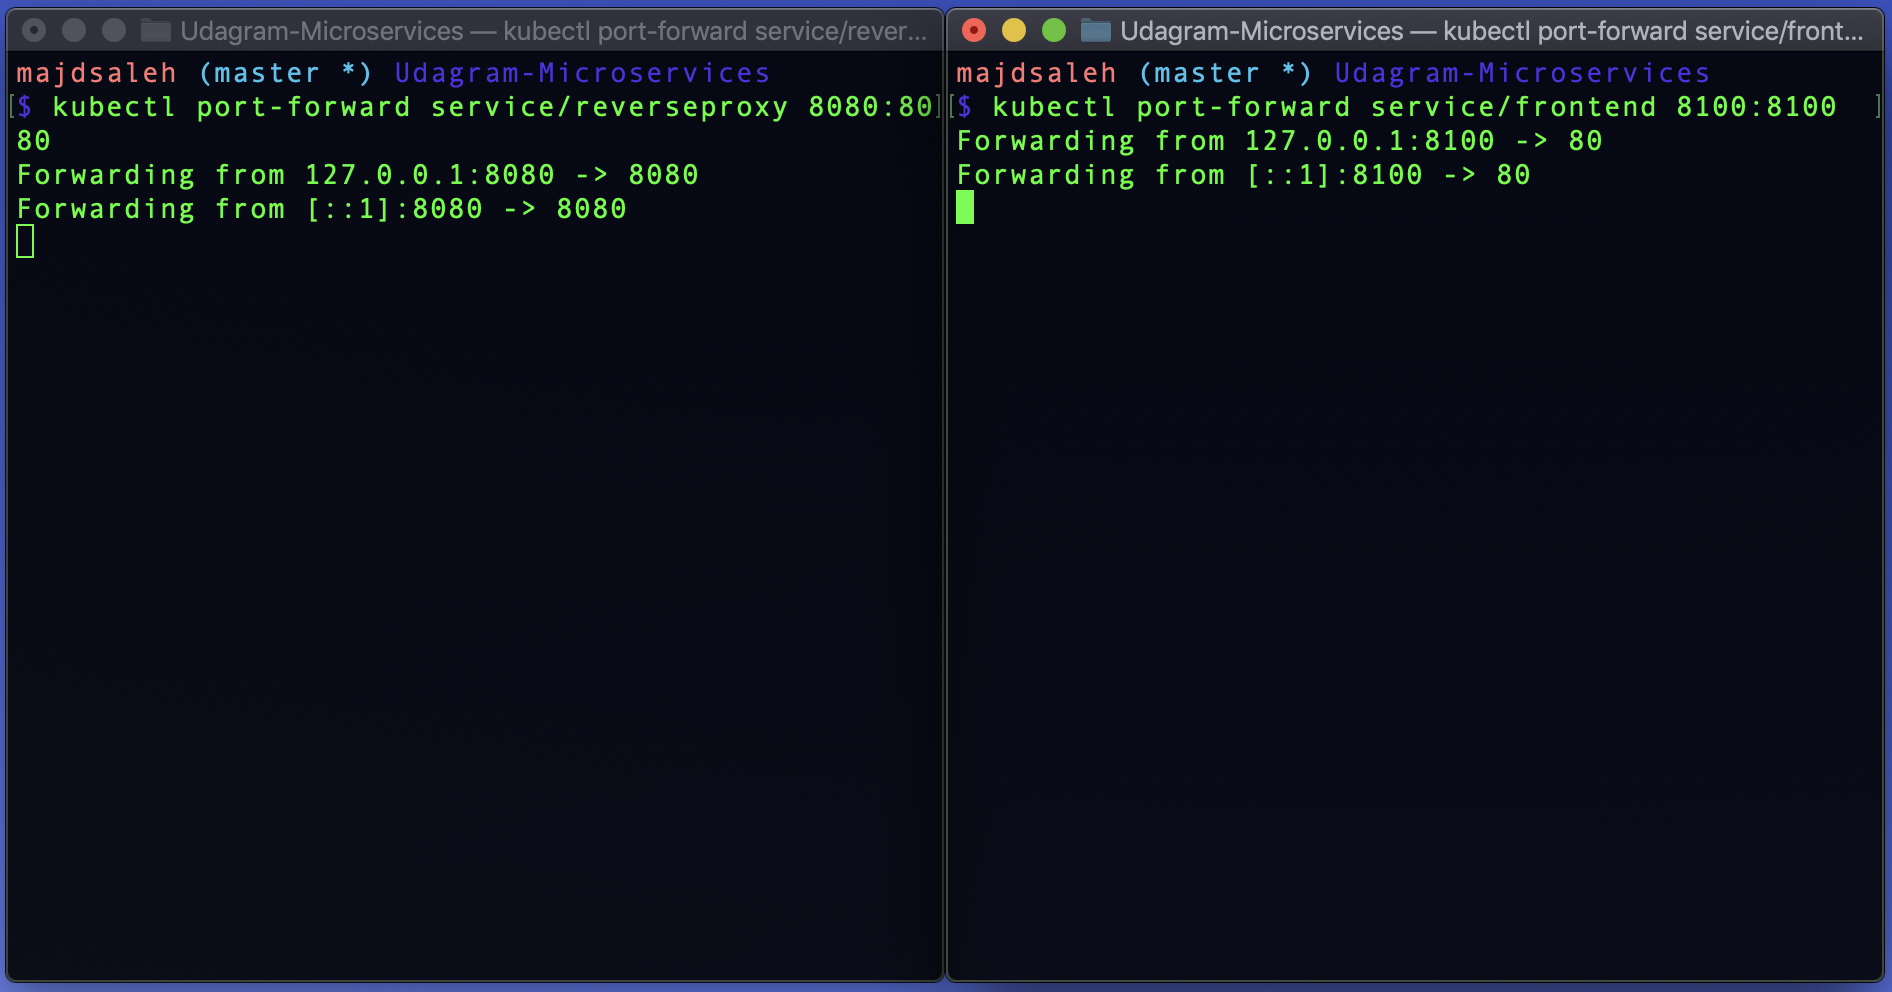 Udagram-Microservices — kubectl port-forward service/rever...
majdsaleh (master *) Udagram-Microservices
[$ kubectl port-forward service/reverseproxy 8080:80]
80
Forwarding from 127.0.0.1:8080 -> 8080
Forwarding from [::1]:8080 -> 8080
Udagram-Microservices — kubectl port-forward service/front...
majdsaleh (master *) Udagram-Microservices
[$ kubectl port-forward service/frontend 8100:8100 ]
Forwarding from 127.0.0.1:8100 -> 80
Forwarding from [::1]:8100 -> 80